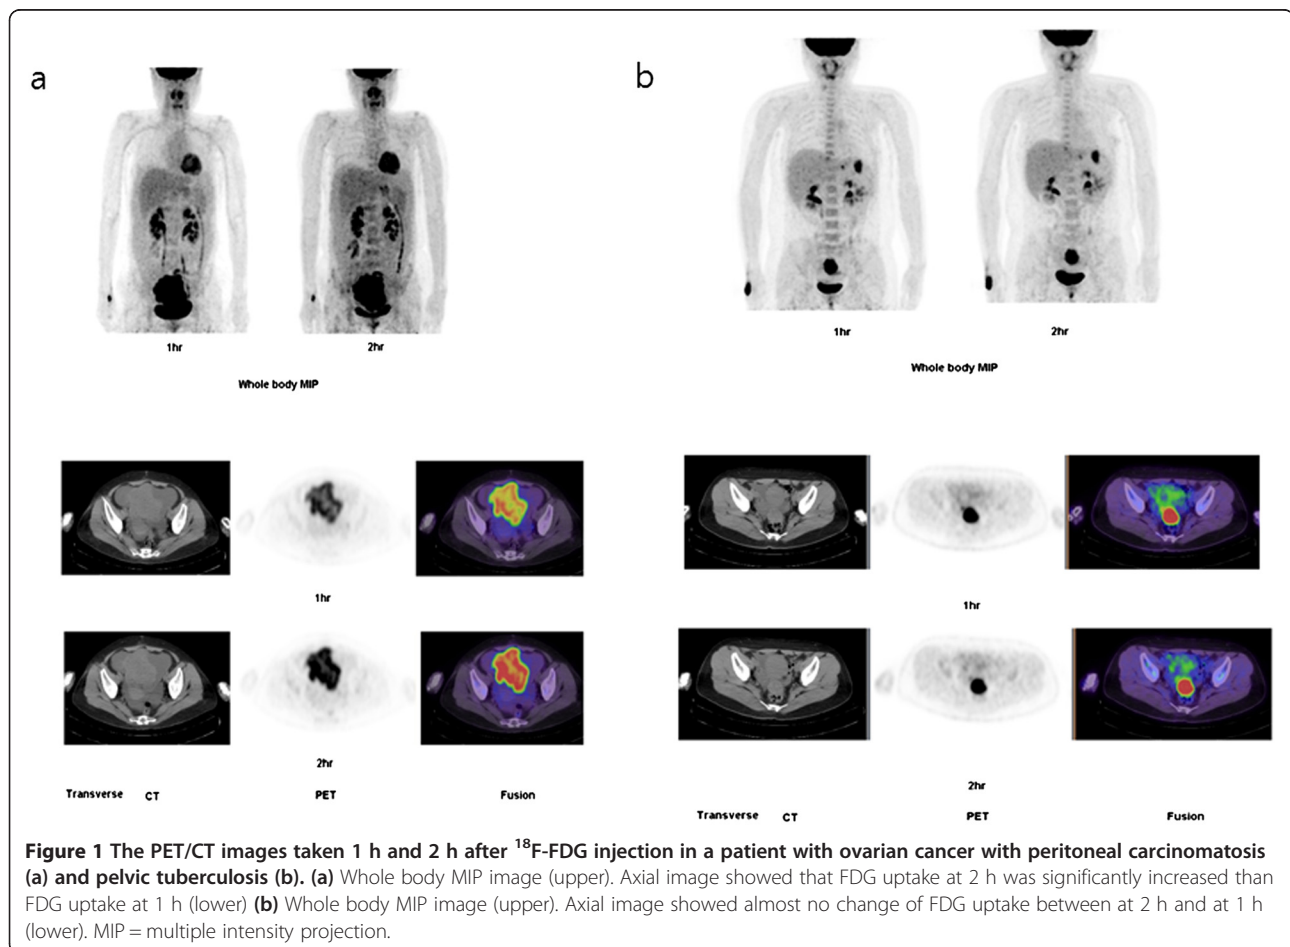 a
b
1hr
2hr
Whole body MIP
1hr
2hr
Whole body MIP
1hr
2hr
Transverse CT PET Fusion
1hr
2hr
Transverse CT PET Fusion
Figure 1 The PET/CT images taken 1 h and 2 h after ¹⁸F-FDG injection in a patient with ovarian cancer with peritoneal carcinomatosis
(a) and pelvic tuberculosis (b). (a) Whole body MIP image (upper). Axial image showed that FDG uptake at 2 h was significantly increased than
FDG uptake at 1 h (lower) (b) Whole body MIP image (upper). Axial image showed almost no change of FDG uptake between at 2 h and at 1 h
(lower). MIP = multiple intensity projection.